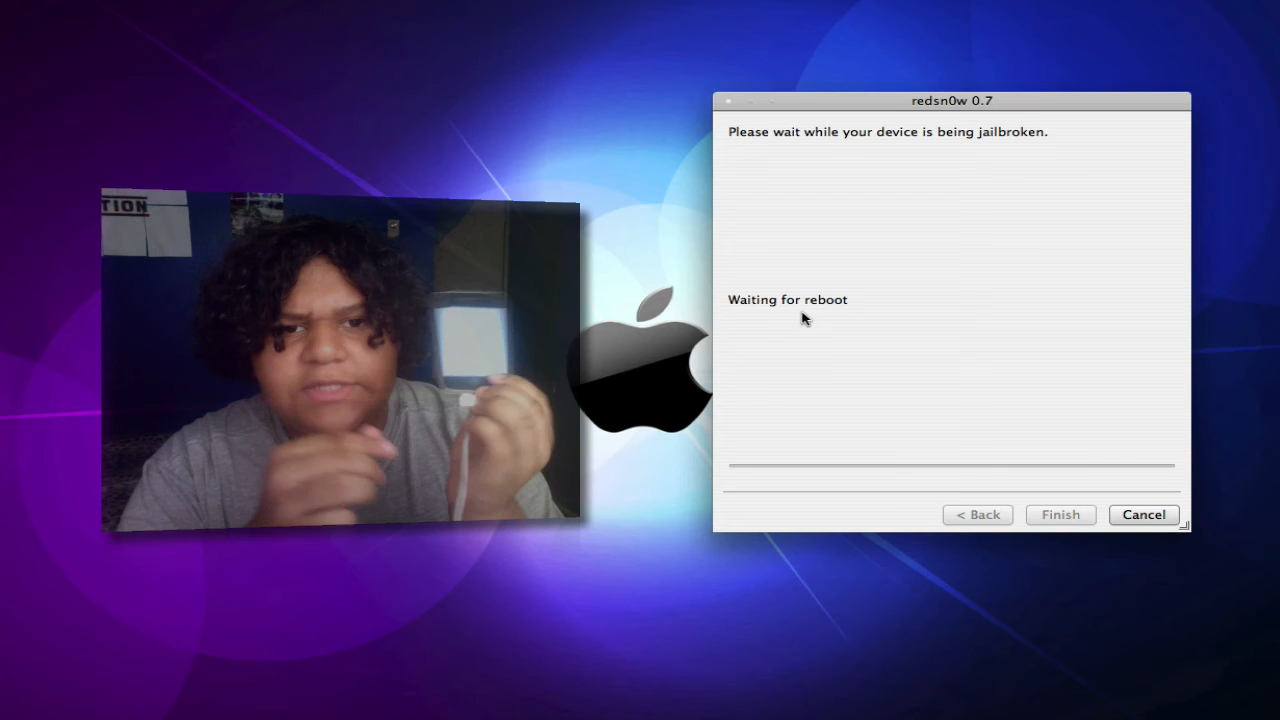 TION
redsn0w 0.7
Please wait while your device is being jailbroken.
Waiting for reboot
< Back
Finish
Cancel